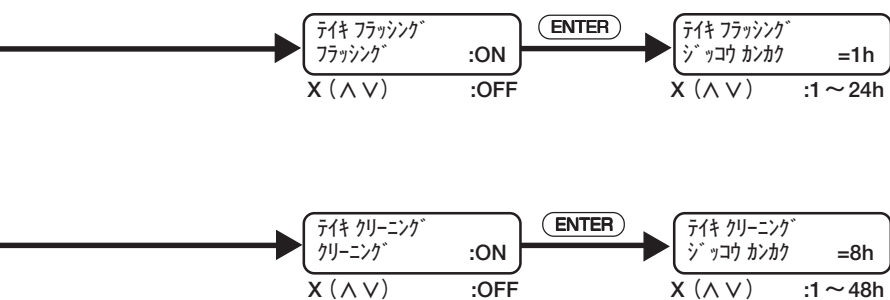 ﾃｲｷ ﾌﾗｯｼﾝｸﾞ
ﾌﾗｯｼﾝｸﾞ :ON
X（∧∨） :OFF
ENTER
ﾃｲｷ ﾌﾗｯｼﾝｸﾞ
ｼﾞｯｺｳ ｶﾝｶｸ =1h
X（∧∨） :1～24h
ﾃｲｷ ｸﾘｰﾆﾝｸﾞ
ｸﾘｰﾆﾝｸﾞ :ON
X（∧∨） :OFF
ENTER
ﾃｲｷ ｸﾘｰﾆﾝｸﾞ
ｼﾞｯｺｳ ｶﾝｶｸ =8h
X（∧∨） :1～48h